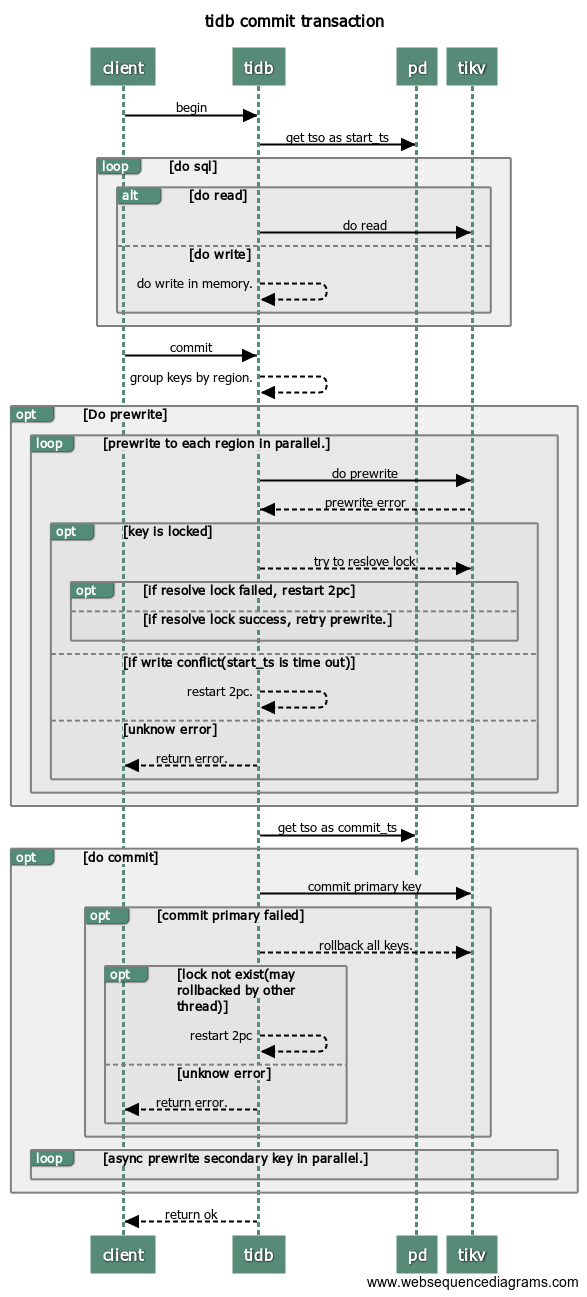 tidb commit transaction
client tidb pd tikv
begin
get tso as start_ts
loop [do sql]
alt [do read]
do read
[do write]
do write in memory.
commit
group keys by region.
opt [Do prewrite]
loop [prewrite to each region in parallel.]
do prewrite
prewrite error
opt [key is locked]
try to reslove lock
opt [if resolve lock failed, restart 2pc]
[if resolve lock success, retry prewrite.]
[if write conflict(start_ts is time out)]
restart 2pc.
[unknow error]
return error.
get tso as commit_ts
opt [do commit]
commit primary key
opt [commit primary failed]
rollback all keys.
opt [lock not exist(may
rollbacked by other
thread)]
restart 2pc
[unknow error]
return error.
loop [async prewrite secondary key in parallel.]
return ok
client tidb pd tikv
www.websequencediagrams.com